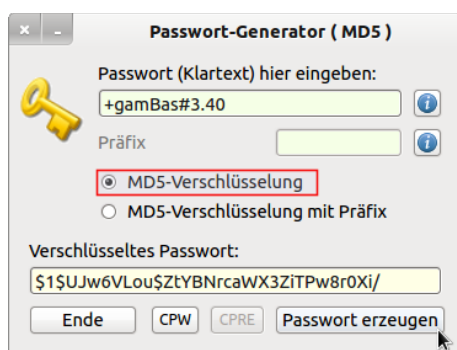 Passwort-Generator ( MD5 )
Passwort (Klartext) hier eingeben:
+gamBas#3.40
Präfix
MD5-Verschlüsselung
MD5-Verschlüsselung mit Präfix
Verschlüsseltes Passwort:
$1$UJw6VLou$ZtYBNrcaWX3ZiTPw8r0Xi/
Ende CPW CPRE Passwort erzeugen